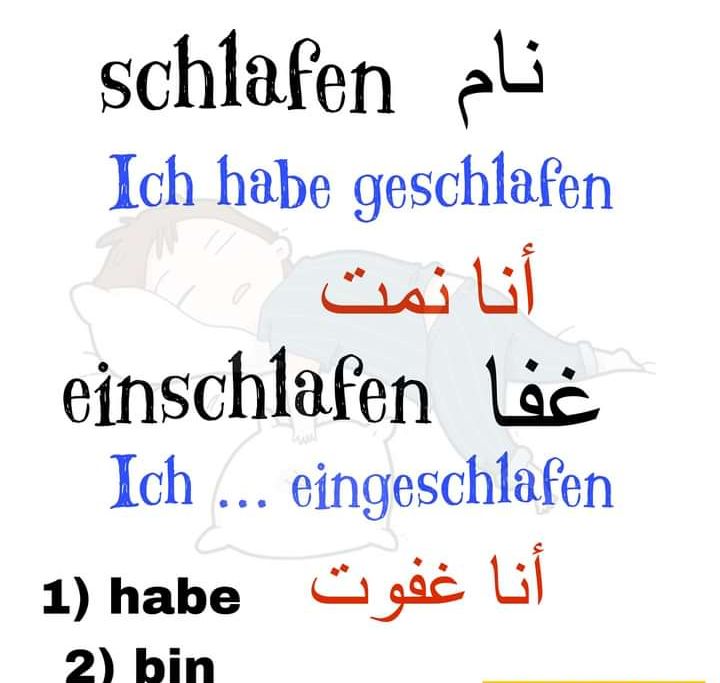 schlafen نام
Ich habe geschlafen
أنا نمت
einschlafen غفا
Ich ... eingeschlafen
أنا غفوت
1) habe
2) bin